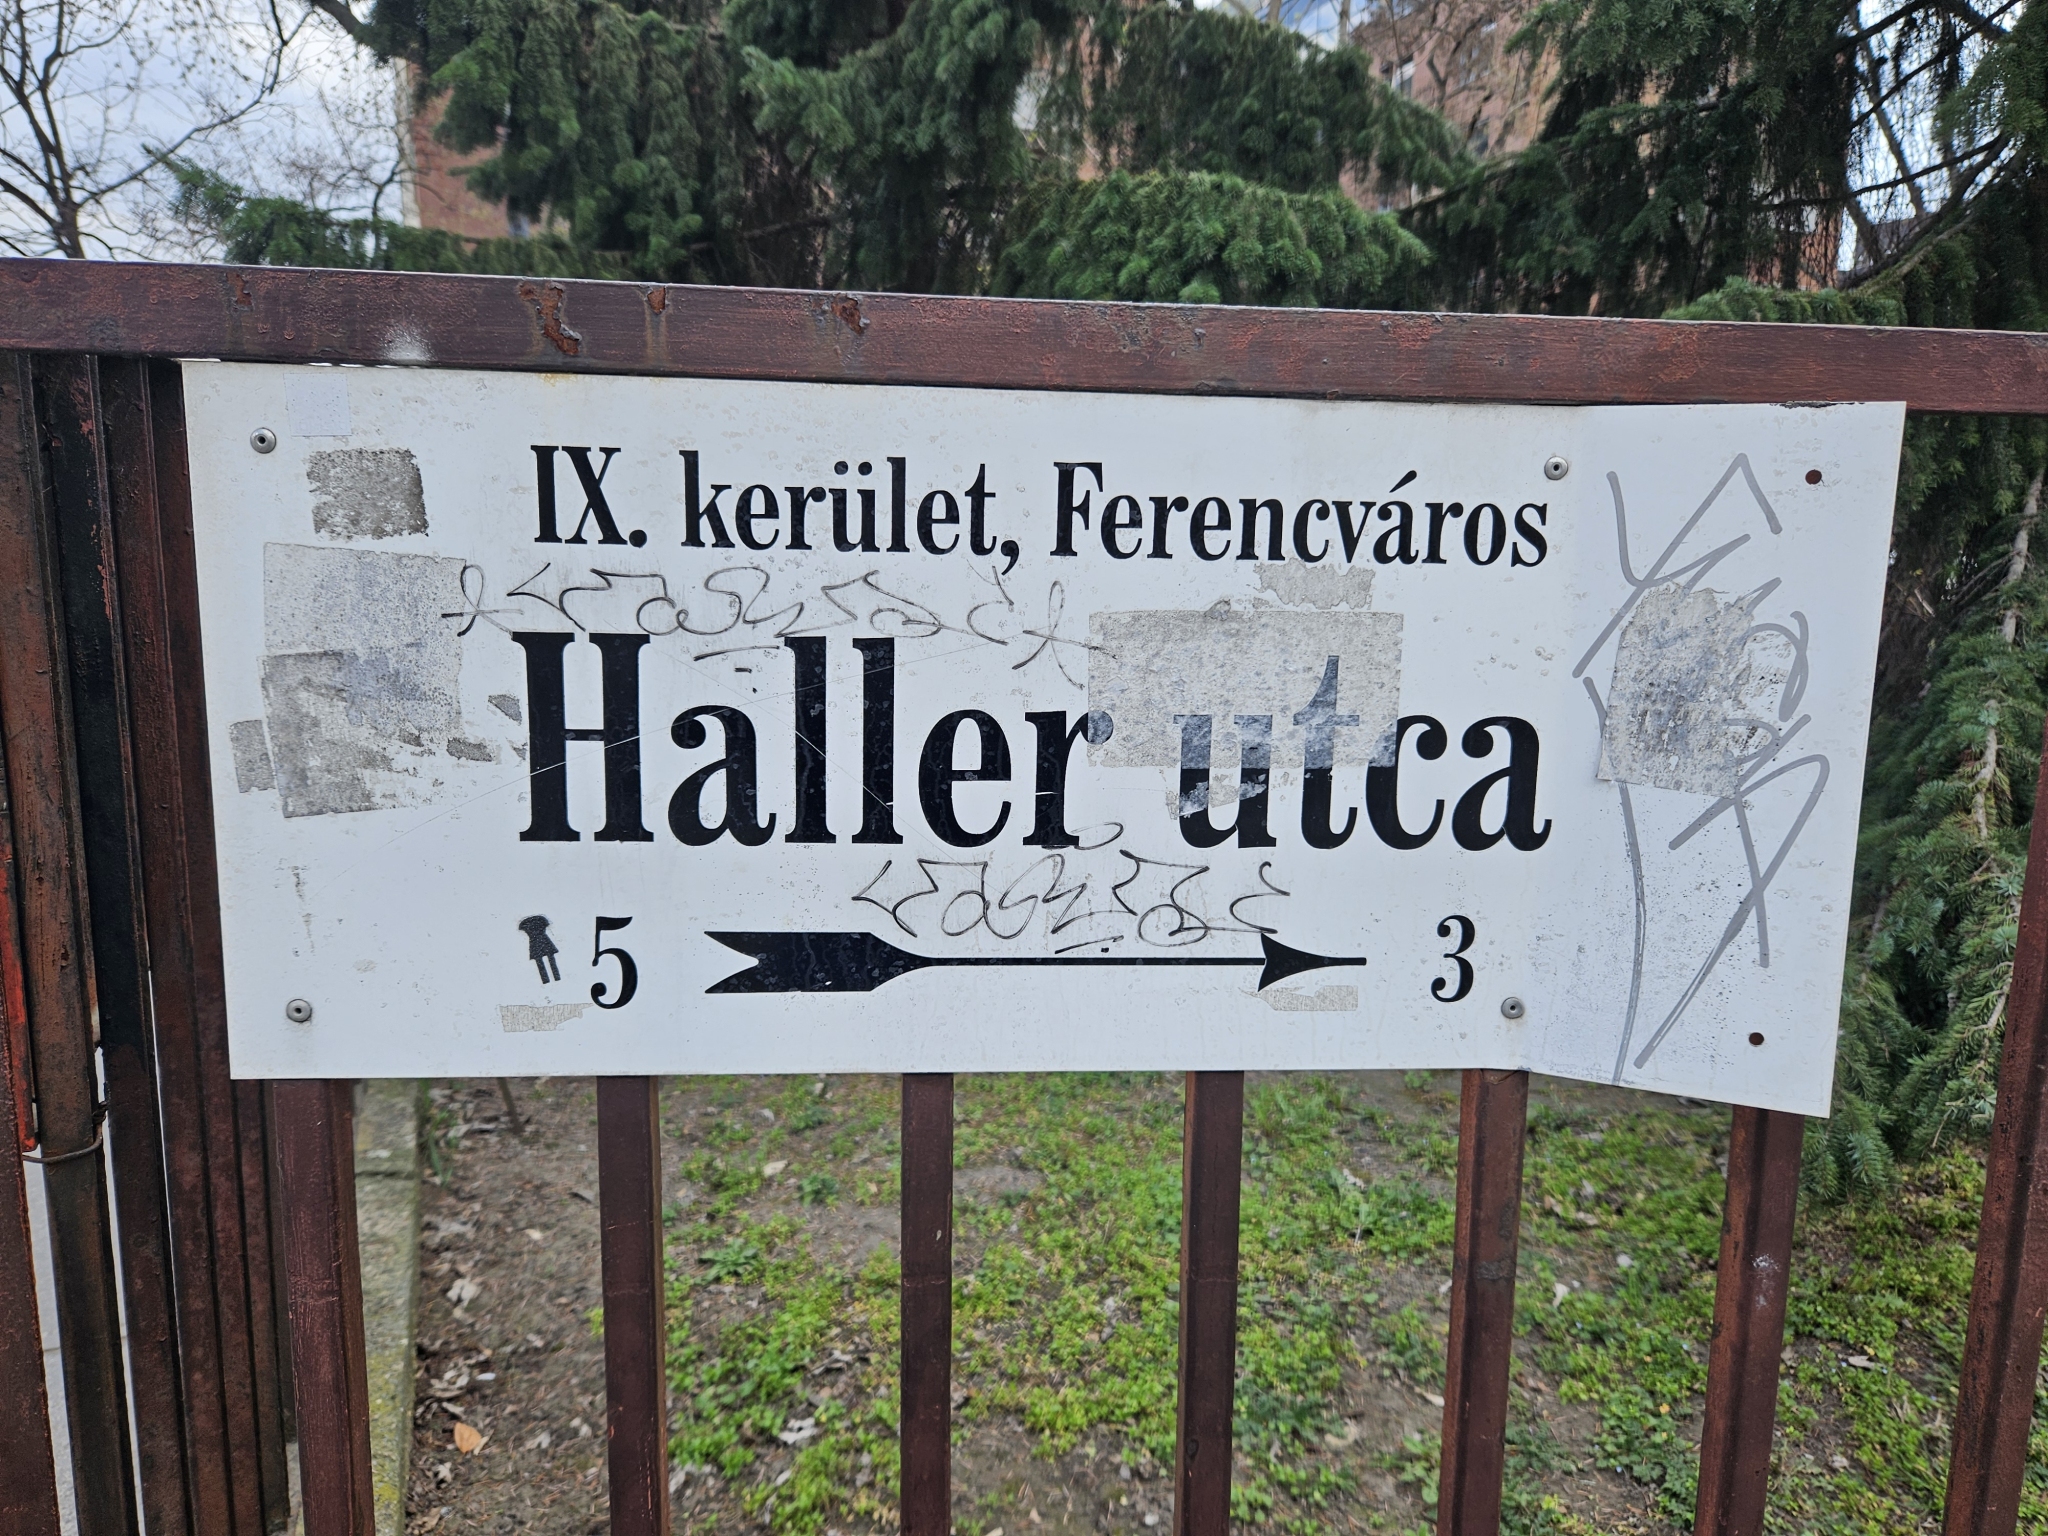 IX. kerület, Ferencváros
Haller utca
5 3